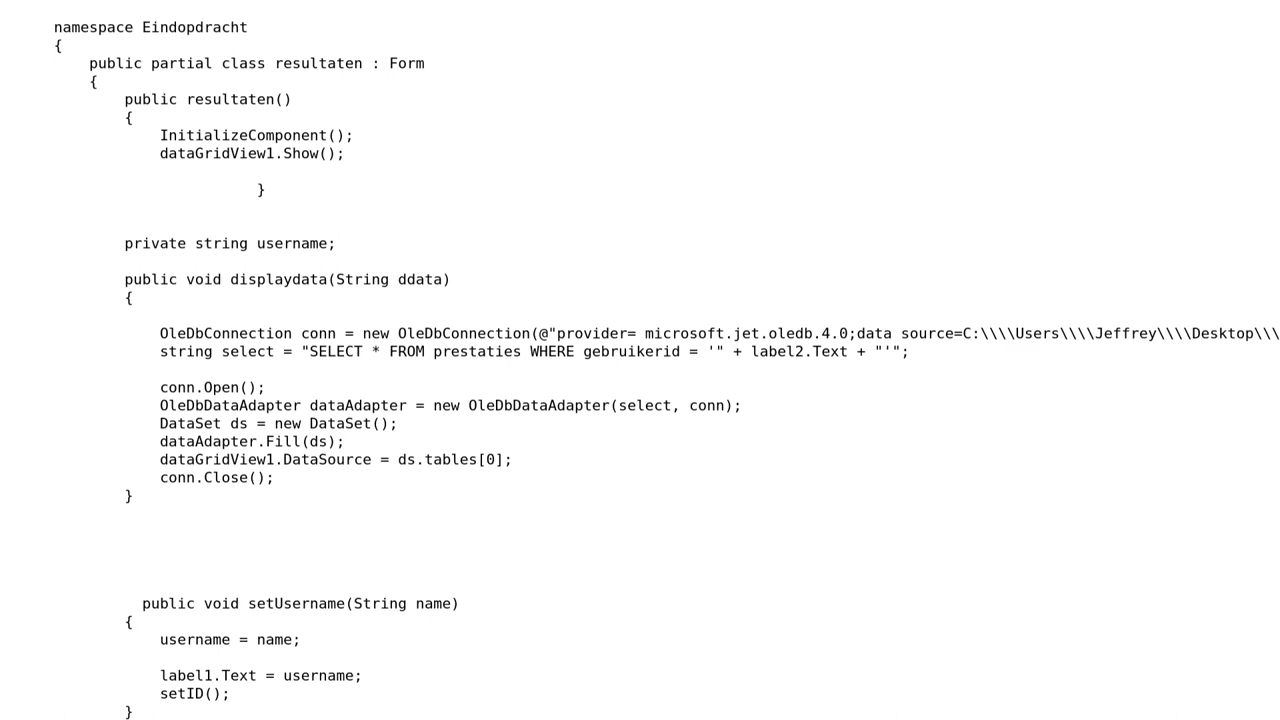 namespace Eindopdracht
{
    public partial class resultaten : Form
    {
        public resultaten()
        {
            InitializeComponent();
            dataGridView1.Show();
                       }
        private string username;
        public void displaydata(String ddata)
        {
            OleDbConnection conn = new OleDbConnection(@"provider= microsoft.jet.oledb.4.0;data source=C:\\\\Users\\\\Jeffrey\\\\Desktop\\\
            string select = "SELECT * FROM prestaties WHERE gebruikerid = '" + label2.Text + "'";
            conn.Open();
            OleDbDataAdapter dataAdapter = new OleDbDataAdapter(select, conn);
            DataSet ds = new DataSet();
            dataAdapter.Fill(ds);
            dataGridView1.DataSource = ds.tables[0];
            conn.Close();
        }
          public void setUsername(String name)
        {
            username = name;
            label1.Text = username;
            setID();
        }